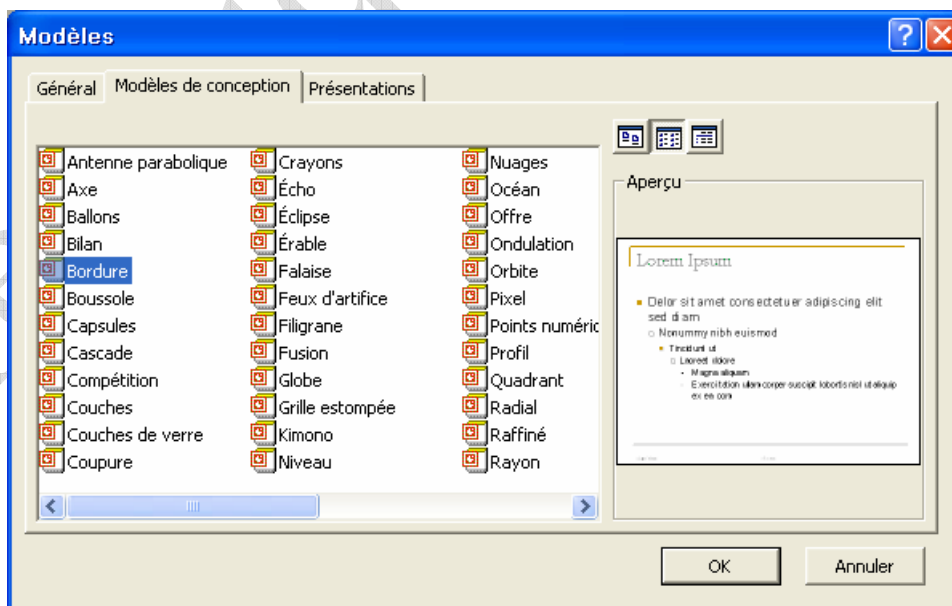 Modèles
Général Modèles de conception Présentations
Antenne parabolique Crayons Nuages
Axe Écho Océan
Ballons Éclipse Offre
Bilan Érable Ondulation
Bordure Falaise Orbite
Boussole Feux d'artifice Pixel
Capsules Filigrane Points numéric
Cascade Fusion Profil
Compétition Globe Quadrant
Couches Grille estompée Radial
Couches de verre Kimono Raffiné
Coupure Niveau Rayon
Aperçu
Lorem Ipsum
Delor sit amet consectetuer adipiscing elit
sed diam
Nonummy nibh euismod
Tincidunt ut
Laoreet dolore
Magna aliquam
Exercitation ulamcorper suscipit lobortis nisl ut aliquip
ex ea com
OK Annuler